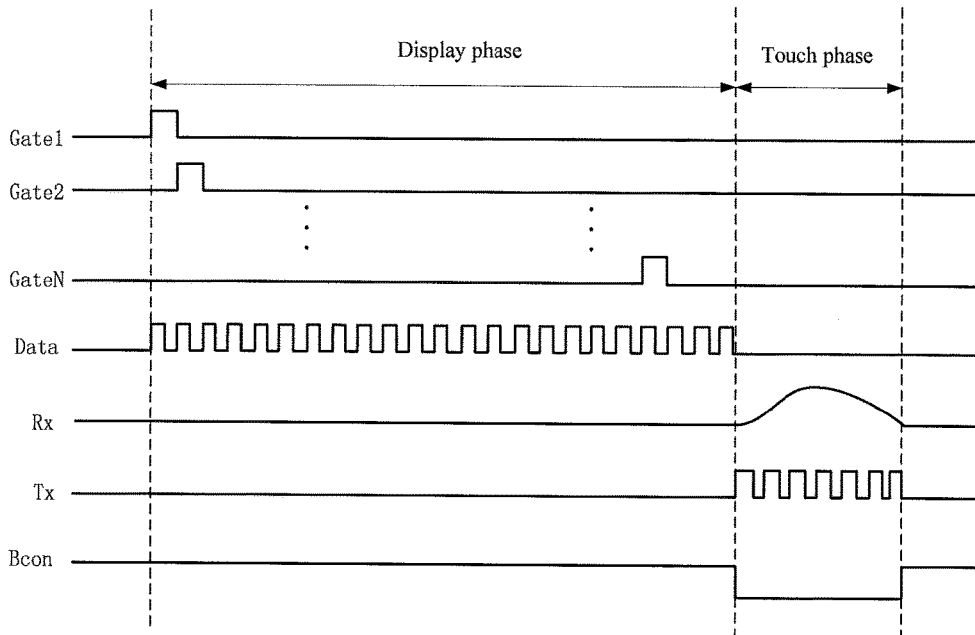 Display phase
Touch phase
Gate1
Gate2
GateN
Data
Rx
Tx
Bcon